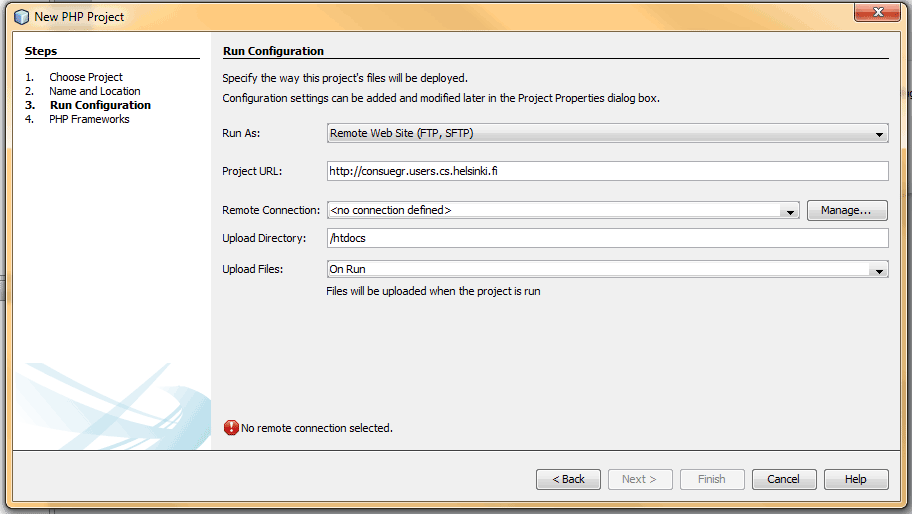 New PHP Project
Steps
1. Choose Project
2. Name and Location
3. Run Configuration
4. PHP Frameworks
Run Configuration
Specify the way this project's files will be deployed.
Configuration settings can be added and modified later in the Project Properties dialog box.
Run As: Remote Web Site (FTP, SFTP)
Project URL: http://consuegr.users.cs.helsinki.fi
Remote Connection: <no connection defined> Manage...
Upload Directory: /htdocs
Upload Files: On Run
Files will be uploaded when the project is run
No remote connection selected.
< Back Next > Finish Cancel Help